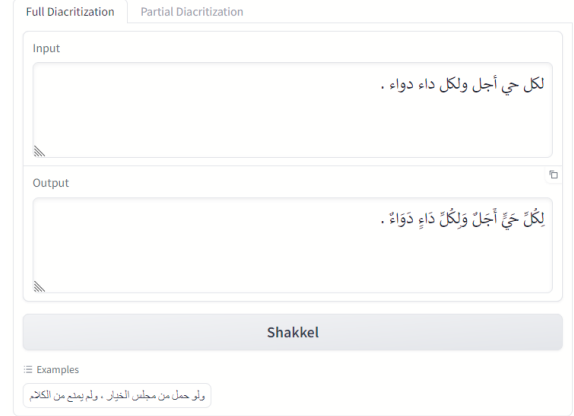 Full Diacritization
Partial Diacritization
Input
لكل حي أجل ولكل داء دواء .
Output
لِكُلِّ حَيٍّ أَجَلٌ وَلِكُلِّ دَاءٍ دَوَاءٌ .
Shakkel
Examples
ولو حمل من مجلس الخيار ، ولم يمنع من الكلام